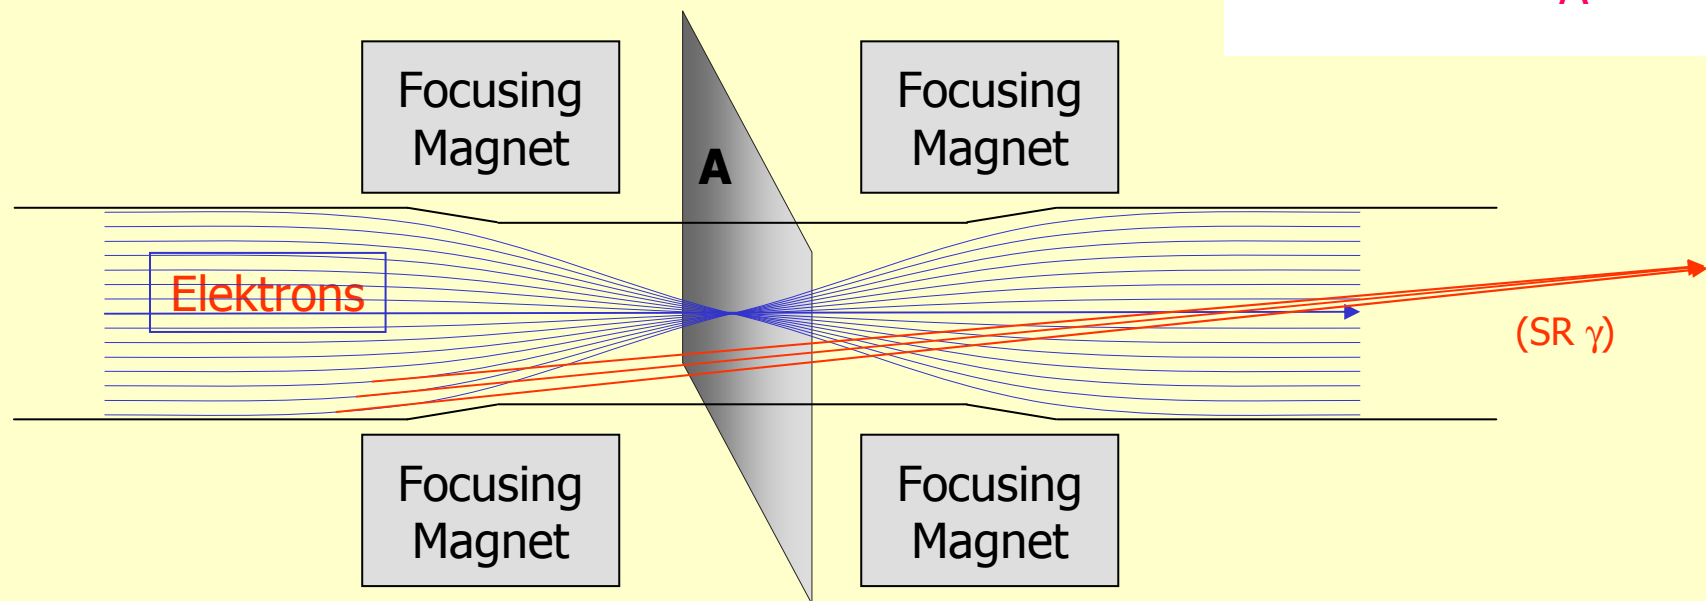 Focusing
Magnet
Focusing
Magnet
A
Elektrons
(SR γ)
Focusing
Magnet
Focusing
Magnet